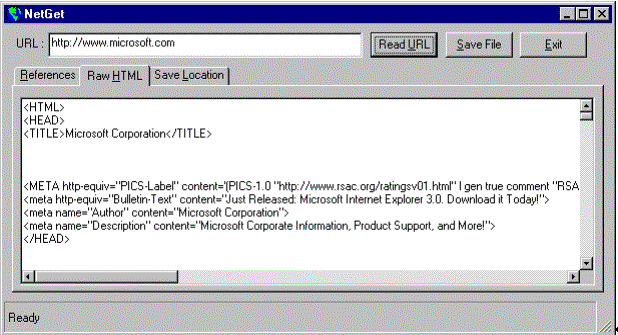 NetGet
URL : http://www.microsoft.com Read URL Save File Exit
References Raw HTML Save Location
<HTML>
<HEAD>
<TITLE>Microsoft Corporation</TITLE>
<META http-equiv="PICS-Label" content='(PICS-1.0 "http://www.rsac.org/ratingsv01.html" l gen true comment "RSA
<meta http-equiv="Bulletin-Text" content="Just Released: Microsoft Internet Explorer 3.0. Download it Today!">
<meta name="Author" content="Microsoft Corporation">
<meta name="Description" content="Microsoft Corporate Information, Product Support, and More!">
</HEAD>
Ready